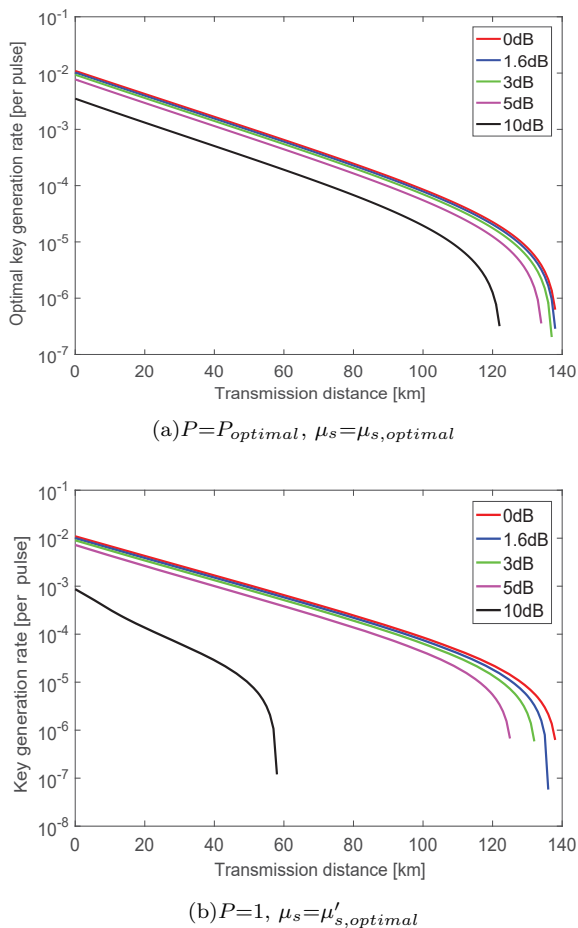 Optimal key generation rate [per pulse]
10^-1
10^-2
10^-3
10^-4
10^-5
10^-6
10^-7
0dB
1.6dB
3dB
5dB
10dB
0 20 40 60 80 100 120 140
Transmission distance [km]
(a)P=P_optimal, μ_s=μ_s,optimal
Key generation rate [per pulse]
10^-1
10^-2
10^-3
10^-4
10^-5
10^-6
10^-7
10^-8
0dB
1.6dB
3dB
5dB
10dB
0 20 40 60 80 100 120 140
Transmission distance [km]
(b)P=1, μ_s=μ′_s,optimal